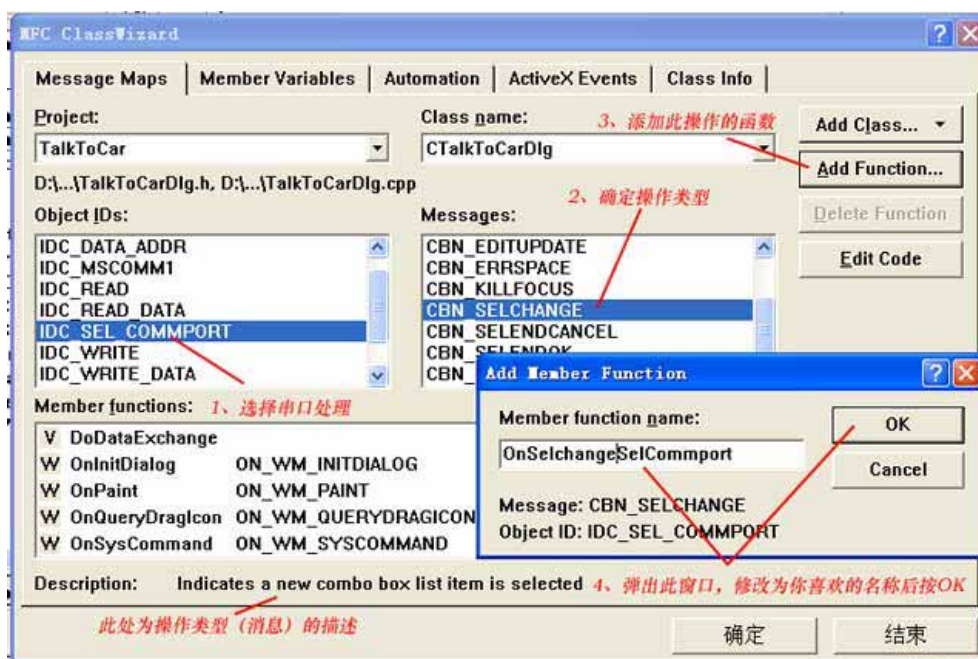 MFC ClassWizard
Message Maps
Member Variables
Automation
ActiveX Events
Class Info
Project:
Class name:
3、添加此操作的函数
Add Class...
TalkToCar
CTalkToCarDlg
Add Function...
D:\...\TalkToCarDlg.h, D:\...\TalkToCarDlg.cpp
2、确定操作类型
Object IDs:
Messages:
Delete Function
Edit Code
IDC_DATA_ADDR
IDC_MSCOMM1
IDC_READ
IDC_READ_DATA
IDC_SEL_COMMPORT
IDC_WRITE
IDC_WRITE_DATA
CBN_EDITUPDATE
CBN_ERRSPACE
CBN_KILLFOCUS
CBN_SELCHANGE
CBN_SELENDCANCEL
CBN_SELENDOK
CBN_
Add Member Function
Member functions:
1、选择串口处理
Member function name:
OK
OnSelchangeSelCommport
Cancel
V DoDataExchange
W OnInitDialog ON_WM_INITDIALOG
W OnPaint ON_WM_PAINT
W OnQueryDragIcon ON_WM_QUERYDRAGICON
W OnSysCommand ON_WM_SYSCOMMAND
Message: CBN_SELCHANGE
Object ID: IDC_SEL_COMMPORT
Description: Indicates a new combo box list item is selected
4、弹出此窗口，修改为你喜欢的名称后按OK
此处为操作类型（消息）的描述
确定
结束